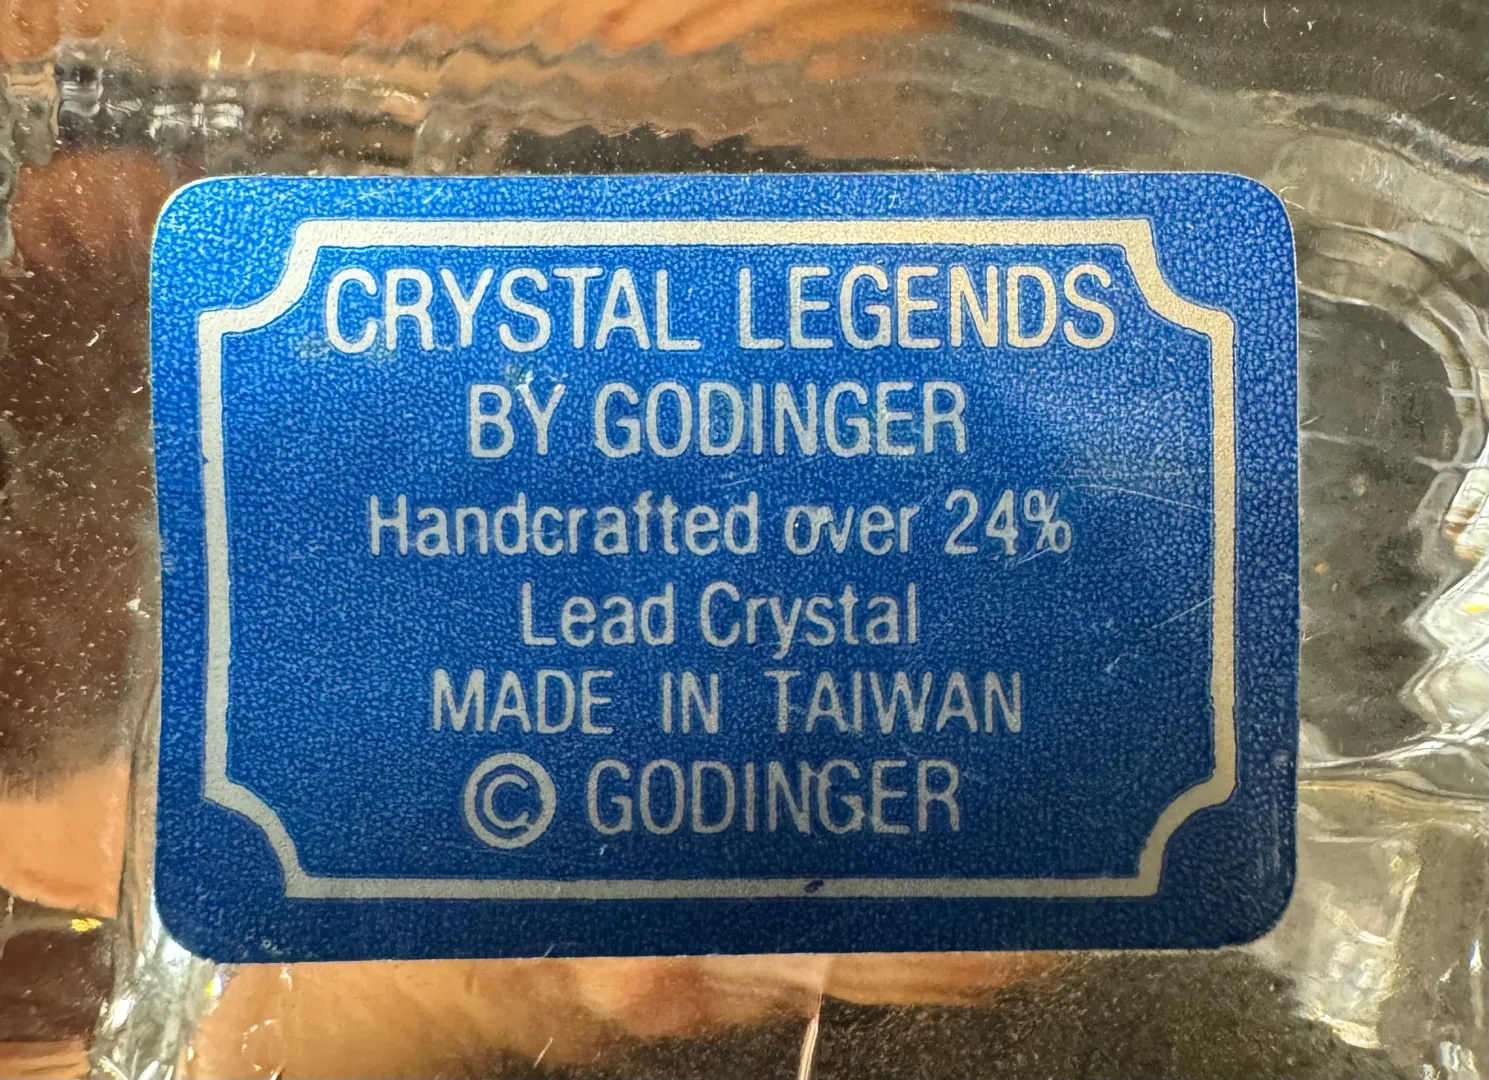 CRYSTAL LEGENDS
BY GODINGER
Handcrafted over 24%
Lead Crystal
MADE IN TAIWAN
© GODINGER